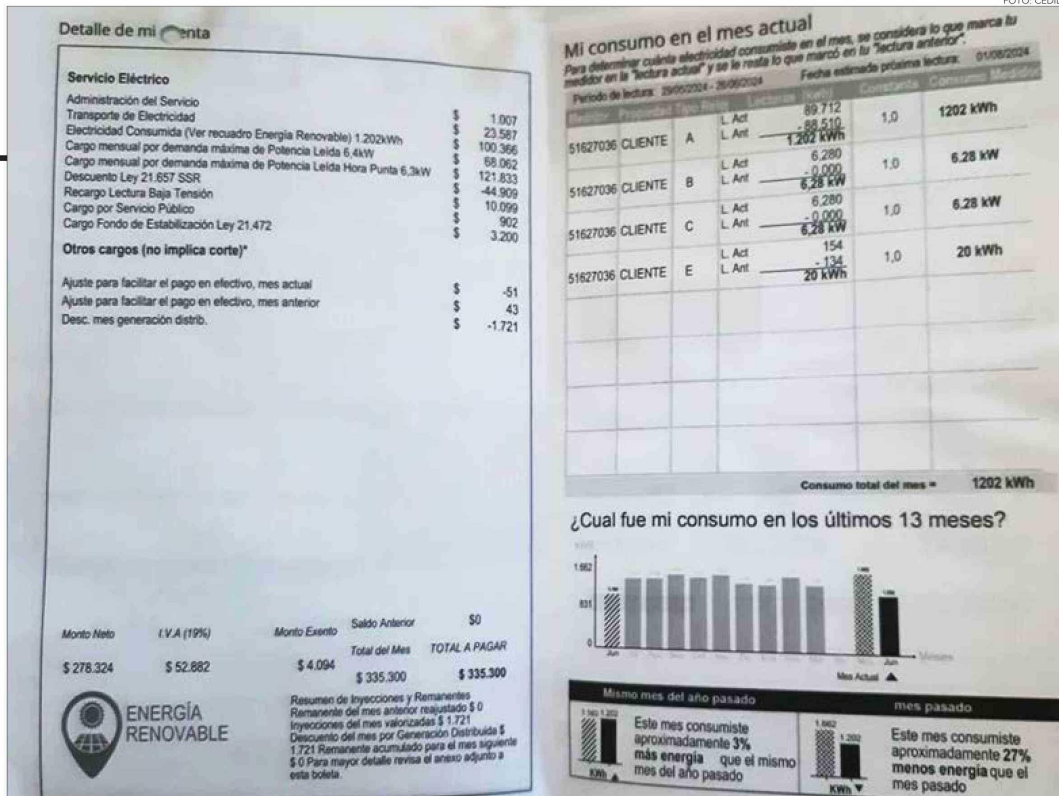 FOTO: CEDI
Detalle de mi enta
Servicio Eléctrico
Administración del Servicio $ 1.007
Transporte de Electricidad $ 23.587
Electricidad Consumida (Ver recuadro Energía Renovable) 1.202kWh $ 100.366
Cargo mensual por demanda máxima de Potencia Leída 6,4kW $ 68.062
Cargo mensual por demanda máxima de Potencia Leída Hora Punta 6,3kW $ 121.833
Descuento Ley 21.657 SSR $ -44.909
Recargo Lectura Baja Tensión $ 10.099
Cargo por Servicio Público $ 902
Cargo Fondo de Estabilización Ley 21.472 $ 3.200
Otros cargos (no implica corte)*
Ajuste para facilitar el pago en efectivo, mes actual $ -51
Ajuste para facilitar el pago en efectivo, mes anterior $ 43
Desc. mes generación distrib. $ -1.721
Saldo Anterior $0
Monto Neto I.V.A (19%) Monto Exento Total del Mes TOTAL A PAGAR
$ 278.324 $ 52.882 $ 4.094 $ 335.300 $ 335.300
ENERGÍA
RENOVABLE
Resumen de Inyecciones y Remanentes
Remanente del mes anterior reajustado $ 0
Inyecciones del mes valorizadas $ 1.721
Descuento del mes por Generación Distribuida $
1.721 Remanente acumulado para el mes siguiente
$ 0 Para mayor detalle revisa el anexo adjunto a
esta boleta.
Mi consumo en el mes actual
Para determinar cuánta electricidad consumiste en el mes, se considera lo que marca tu
medidor en la "lectura actual" y se le resta lo que marcó en tu "lectura anterior".
Periodo de lectura: 29/05/2024 - 26/06/2024 Fecha estimada próxima lectura: 01/08/2024
Medidor Propiedad Tipo Lecturas Constante Consumo Medidor
51627036 CLIENTE A L. Act 89.712 1,0 1202 kWh
L. Ant - 88.510
1.202 kWh
51627036 CLIENTE B L. Act 6,280 1,0 6.28 kW
L. Ant - 0,000
6,28 kW
51627036 CLIENTE C L. Act 6,280 1,0 6.28 kW
L. Ant - 0,000
6,28 kW
51627036 CLIENTE E L. Act 154 1,0 20 kWh
L. Ant - 134
20 kWh
Consumo total del mes = 1202 kWh
¿Cual fue mi consumo en los últimos 13 meses?
1.662
831
0
Jun Jun Meses
Mes Actual ▲
Mismo mes del año pasado
1.202
KWh ▲
Este mes consumiste
aproximadamente 3%
más energía que el mismo
mes del año pasado
mes pasado
1.662
1.202
KWh ▼
Este mes consumiste
aproximadamente 27%
menos energía que el
mes pasado